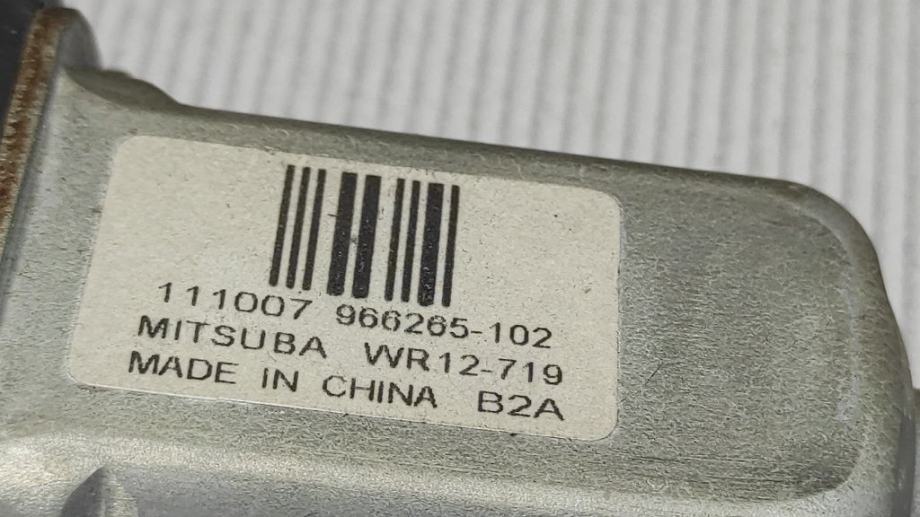 111007 966265-102
MITSUBA WR12-719
MADE IN CHINA B2A